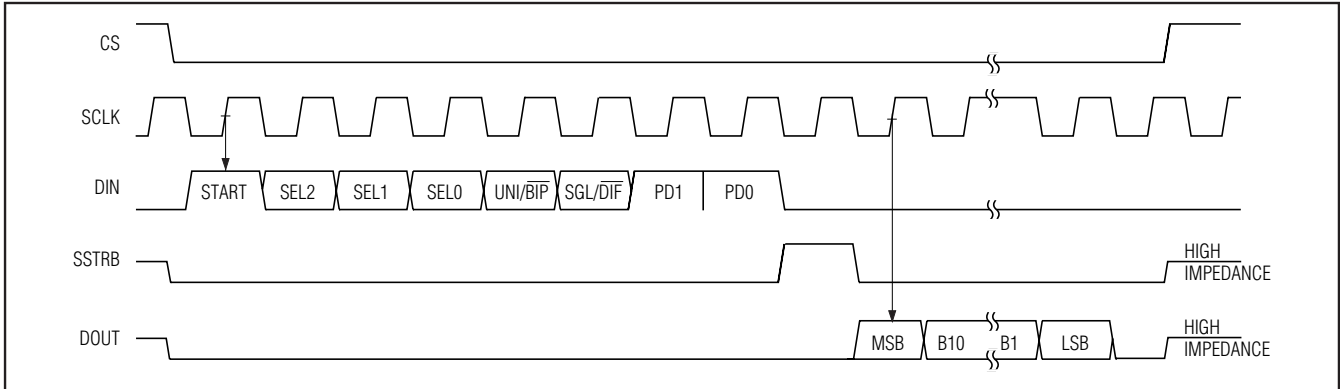 CS
SCLK
DIN
START SEL2 SEL1 SEL0 UNI/BIP SGL/DIF PD1 PD0
SSTRB
HIGH
IMPEDANCE
DOUT
MSB B10 B1 LSB
HIGH
IMPEDANCE